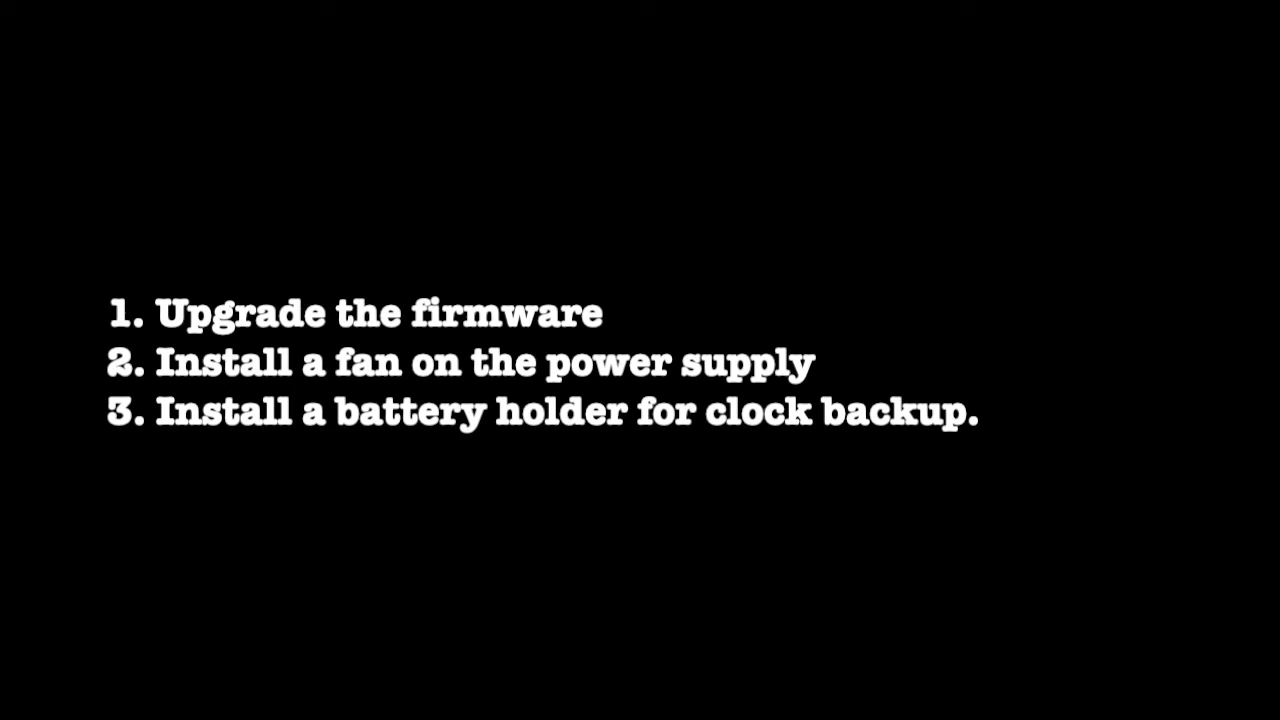 1. Upgrade the firmware
2. Install a fan on the power supply
3. Install a battery holder for clock backup.